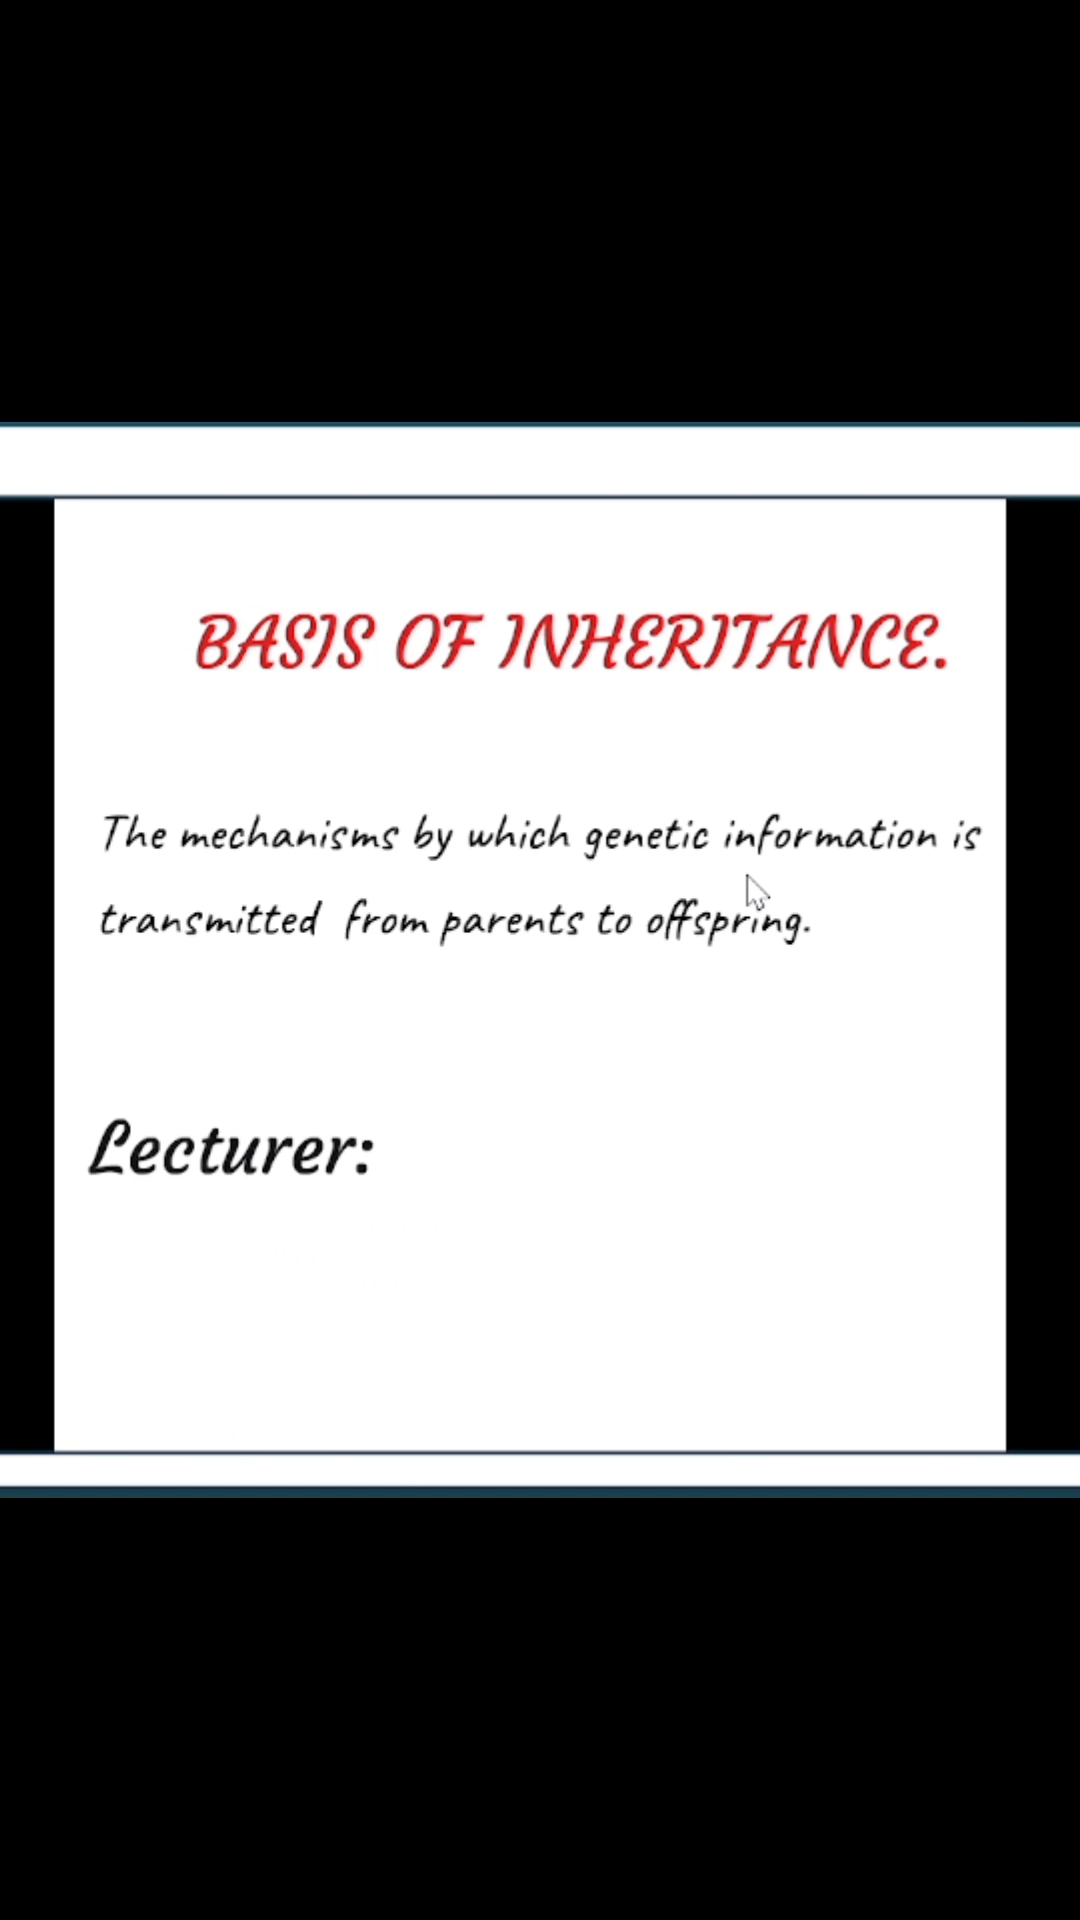 BASIS OF INHERITANCE.
The mechanisms by which genetic information is
transmitted from parents to offspring.
Lecturer: